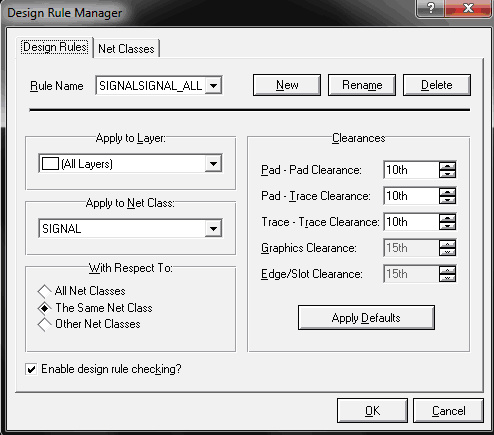 Design Rule Manager
Design Rules Net Classes
Rule Name SIGNALSIGNAL_ALL New Rename Delete
Apply to Layer:
(All Layers)
Apply to Net Class:
SIGNAL
With Respect To:
All Net Classes
The Same Net Class
Other Net Classes
Clearances
Pad - Pad Clearance: 10th
Pad - Trace Clearance: 10th
Trace - Trace Clearance: 10th
Graphics Clearance: 15th
Edge/Slot Clearance: 15th
Apply Defaults
Enable design rule checking?
OK Cancel